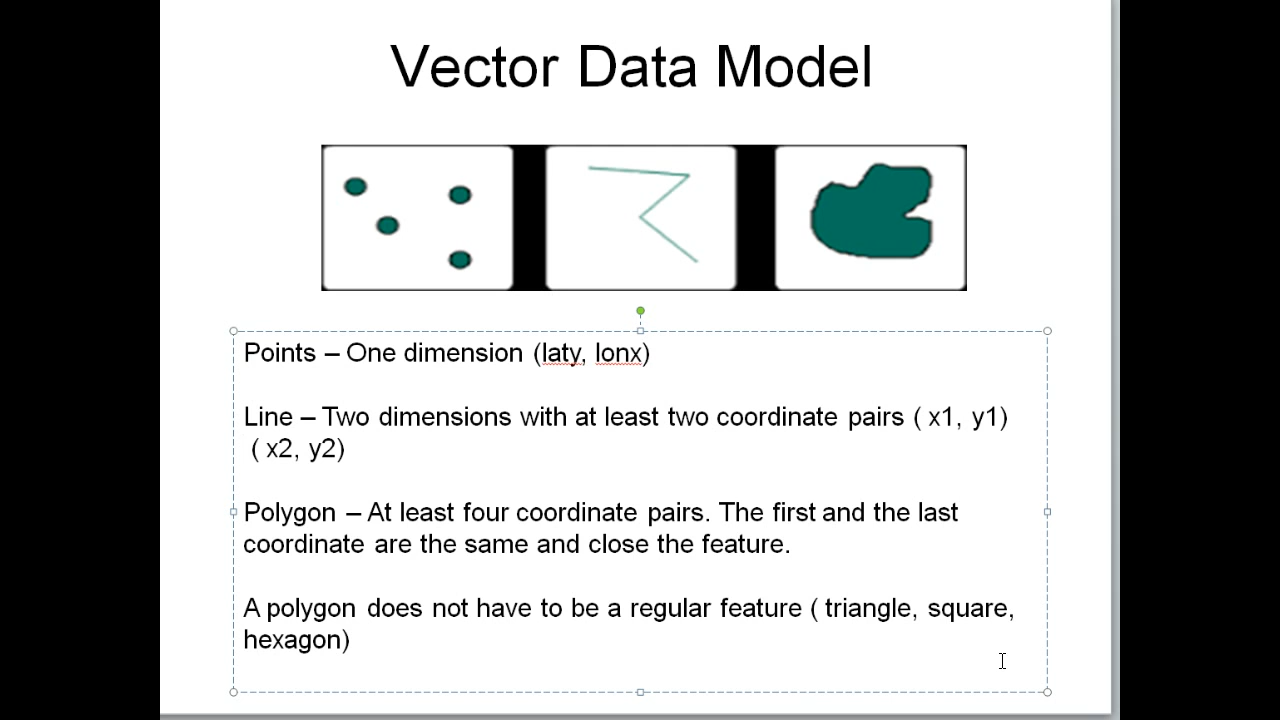 Vector Data Model
Points – One dimension (laty, lonx)
Line – Two dimensions with at least two coordinate pairs ( x1, y1)
( x2, y2)
Polygon – At least four coordinate pairs. The first and the last
coordinate are the same and close the feature.
A polygon does not have to be a regular feature ( triangle, square,
hexagon)